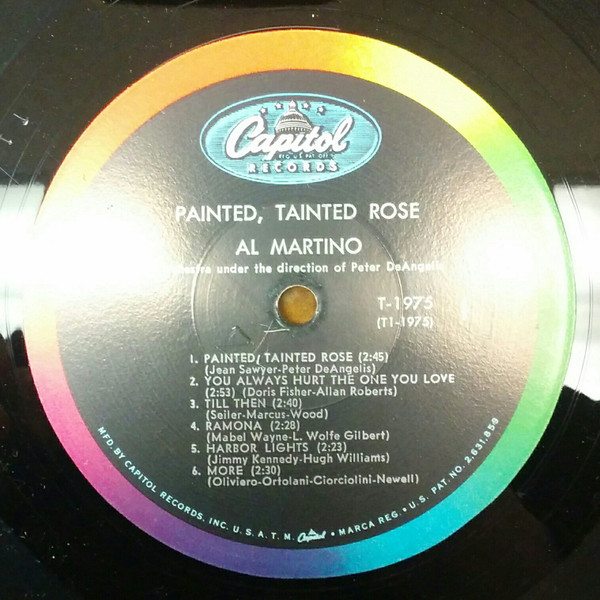 Capitol
RECORDS
PAINTED, TAINTED ROSE
AL MARTINO
under the direction of Peter DeAngelis
T-1975
(T1-1975)
1. PAINTED, TAINTED ROSE (2:45)
(Jean Sawyer-Peter DeAngelis)
2. YOU ALWAYS HURT THE ONE YOU LOVE
(2:53) (Doris Fisher-Allan Roberts)
3. TILL THEN (2:40)
(Seiler-Marcus-Wood)
4. RAMONA (2:28)
(Mabel Wayne-L. Wolfe Gilbert)
5. HARBOR LIGHTS (2:23)
(Jimmy Kennedy-Hugh Williams)
6. MORE (2:30)
(Oliviero-Ortolani-Ciorciolini-Newell)
MFD. BY CAPITOL RECORDS, INC. U. S. A. T. M. Capitol • MARCA REG. • U. S. PAT. NO. 2,631,859